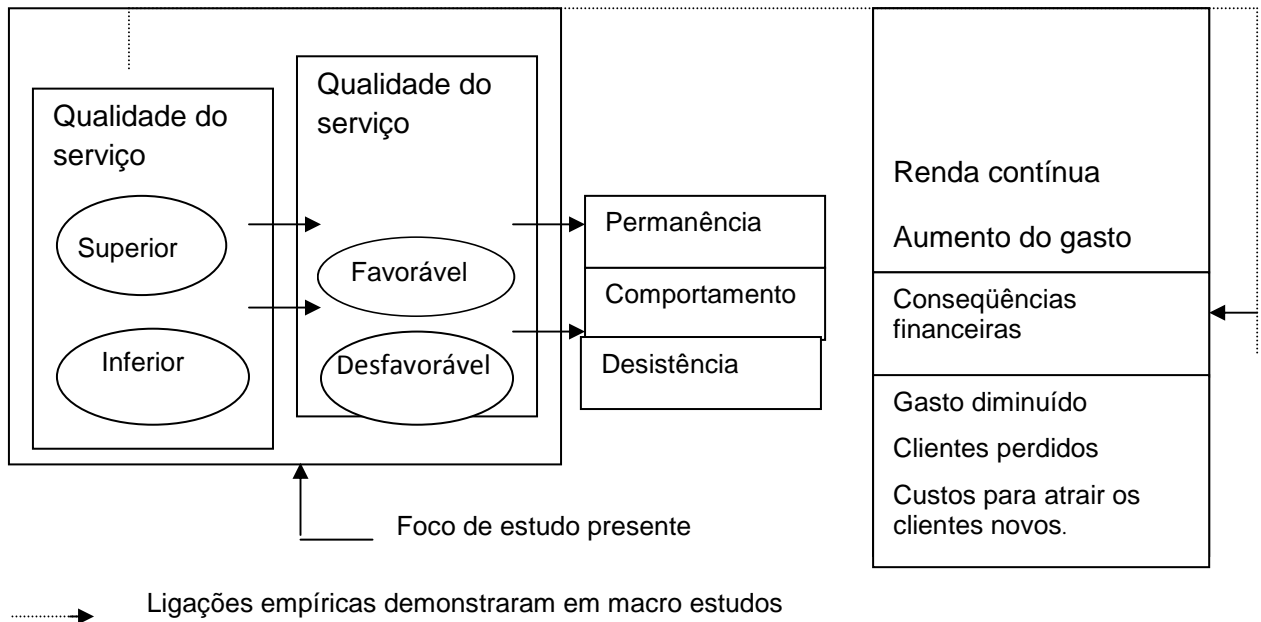 Qualidade do
serviço
Superior
Inferior
Qualidade do
serviço
Favorável
Desfavorável
Permanência
Comportamento
Desistência
Renda contínua
Aumento do gasto
Conseqüências
financeiras
Gasto diminuído
Clientes perdidos
Custos para atrair os
clientes novos.
Foco de estudo presente
Ligações empíricas demonstraram em macro estudos